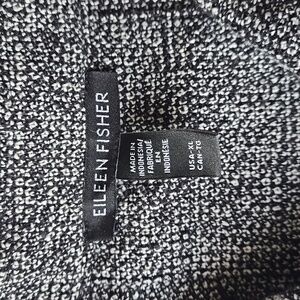 EILEEN FISHER
MADE IN
INDONESIA/
FABRIQUÉ
EN
INDONÉSIE
USA-XL
CAN-TG